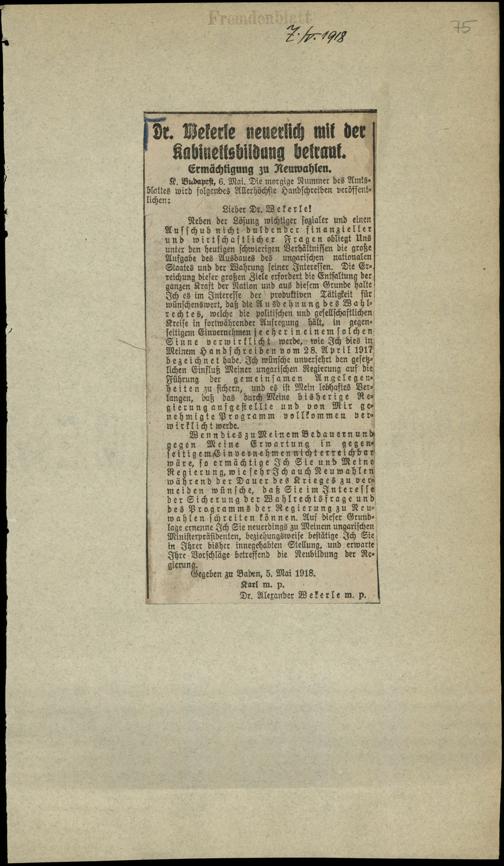 Fremdenblatt
7./V. 1918
75
Dr. Wekerle neuerlich mit der
Kabinettsbildung betraut.
Ermächtigung zu Neuwahlen.
K. Budapest, 6. Mai. Die morgige Nummer des Amts-
blattes wird folgendes Allerhöchste Handschreiben veröffent-
lichen:
Lieber Dr. Wekerle!
Neben der Lösung wichtiger sozialer und einen
Aufschub nicht duldender finanzieller
und wirtschaftlicher Fragen obliegt Uns
unter den heutigen schwierigen Verhältnissen die große
Aufgabe des Ausbaues des ungarischen nationalen
Staates und der Wahrung seiner Interessen. Die Er-
reichung dieser großen Ziele erfordert die Entfaltung der
ganzen Kraft der Nation und aus diesem Grunde halte
Ich es im Interesse der produktiven Tätigkeit für
wünschenswert, daß die Ausdehnung des Wahl-
rechtes, welche die politischen und gesellschaftlichen
Kreise in fortwährender Aufregung hält, in gegen-
seitigem Einvernehmen je eher in einem solchen
Sinne verwirklicht werde, wie Ich dies in
Meinem Handschreiben vom 28. April 1917
bezeichnet habe. Ich wünsche unversehrt den gesetz-
lichen Einfluß Meiner ungarischen Regierung auf die
Führung der gemeinsamen Angelegen-
heiten zu sichern, und es ist Mein lebhaftes Ver-
langen, daß das durch Meine bisherige Re-
gierung aufgestellte und von Mir ge-
nehmigte Programm vollkommen ver-
wirklicht werde.
Wenn dies zu Meinem Bedauern und
gegen Meine Erwartung in gegen-
seitigem Einvernehmen nicht erreichbar
wäre, so ermächtige Ich Sie und Meine
Regierung, wie sehr Ich auch Neuwahlen
während der Dauer des Krieges zu ver-
meiden wünsche, daß Sie im Interesse
der Sicherung der Wahlrechtsfrage und
des Programms der Regierung zu Neu-
wahlen schreiten können. Auf dieser Grund-
lage ernenne Ich Sie neuerdings zu Meinem ungarischen
Ministerpräsidenten, beziehungsweise bestätige Ich Sie
in Ihrer bisher innegehabten Stellung, und erwarte
Ihre Vorschläge betreffend die Neubildung der Re-
gierung.
Gegeben zu Baden, 5. Mai 1918.
Karl m. p.
Dr. Alexander Wekerle m. p.